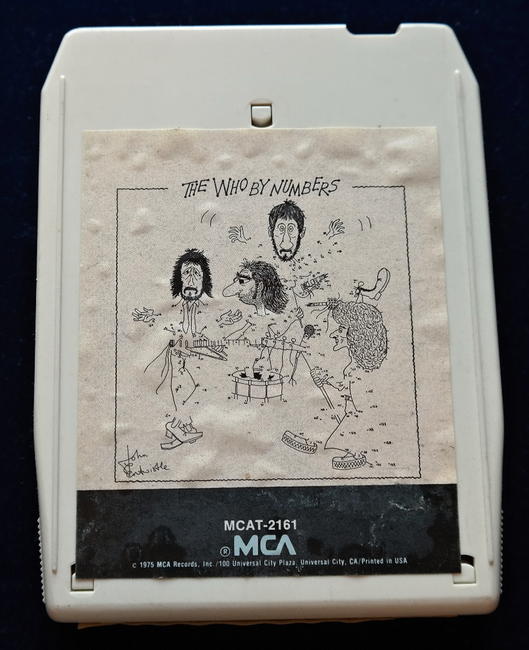 THE WHO BY NUMBERS
John
Entwistle
MCAT-2161
® MCA
© 1975 MCA Records, Inc./100 Universal City Plaza, Universal City, CA/Printed in USA